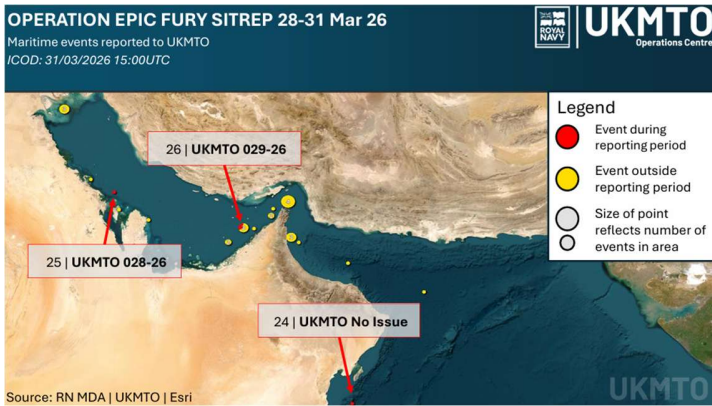 OPERATION EPIC FURY SITREP 28-31 Mar 26
Maritime events reported to UKMTO
ICOD: 31/03/2026 15:00UTC
ROYAL
NAVY
UKMTO
Operations Centre
Legend
Event during
reporting period
Event outside
reporting period
Size of point
reflects number of
events in area
26 | UKMTO 029-26
25 | UKMTO 028-26
24 | UKMTO No Issue
Source: RN MDA | UKMTO | Esri
UKMTO